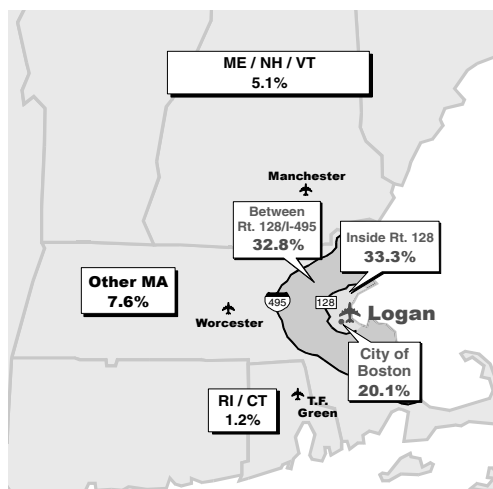 ME / NH / VT
5.1%
Manchester
Between
Rt. 128/I-495
32.8%
Inside Rt. 128
33.3%
Other MA
7.6%
495
128
Logan
Worcester
City of
Boston
20.1%
RI / CT
1.2%
T.F.
Green